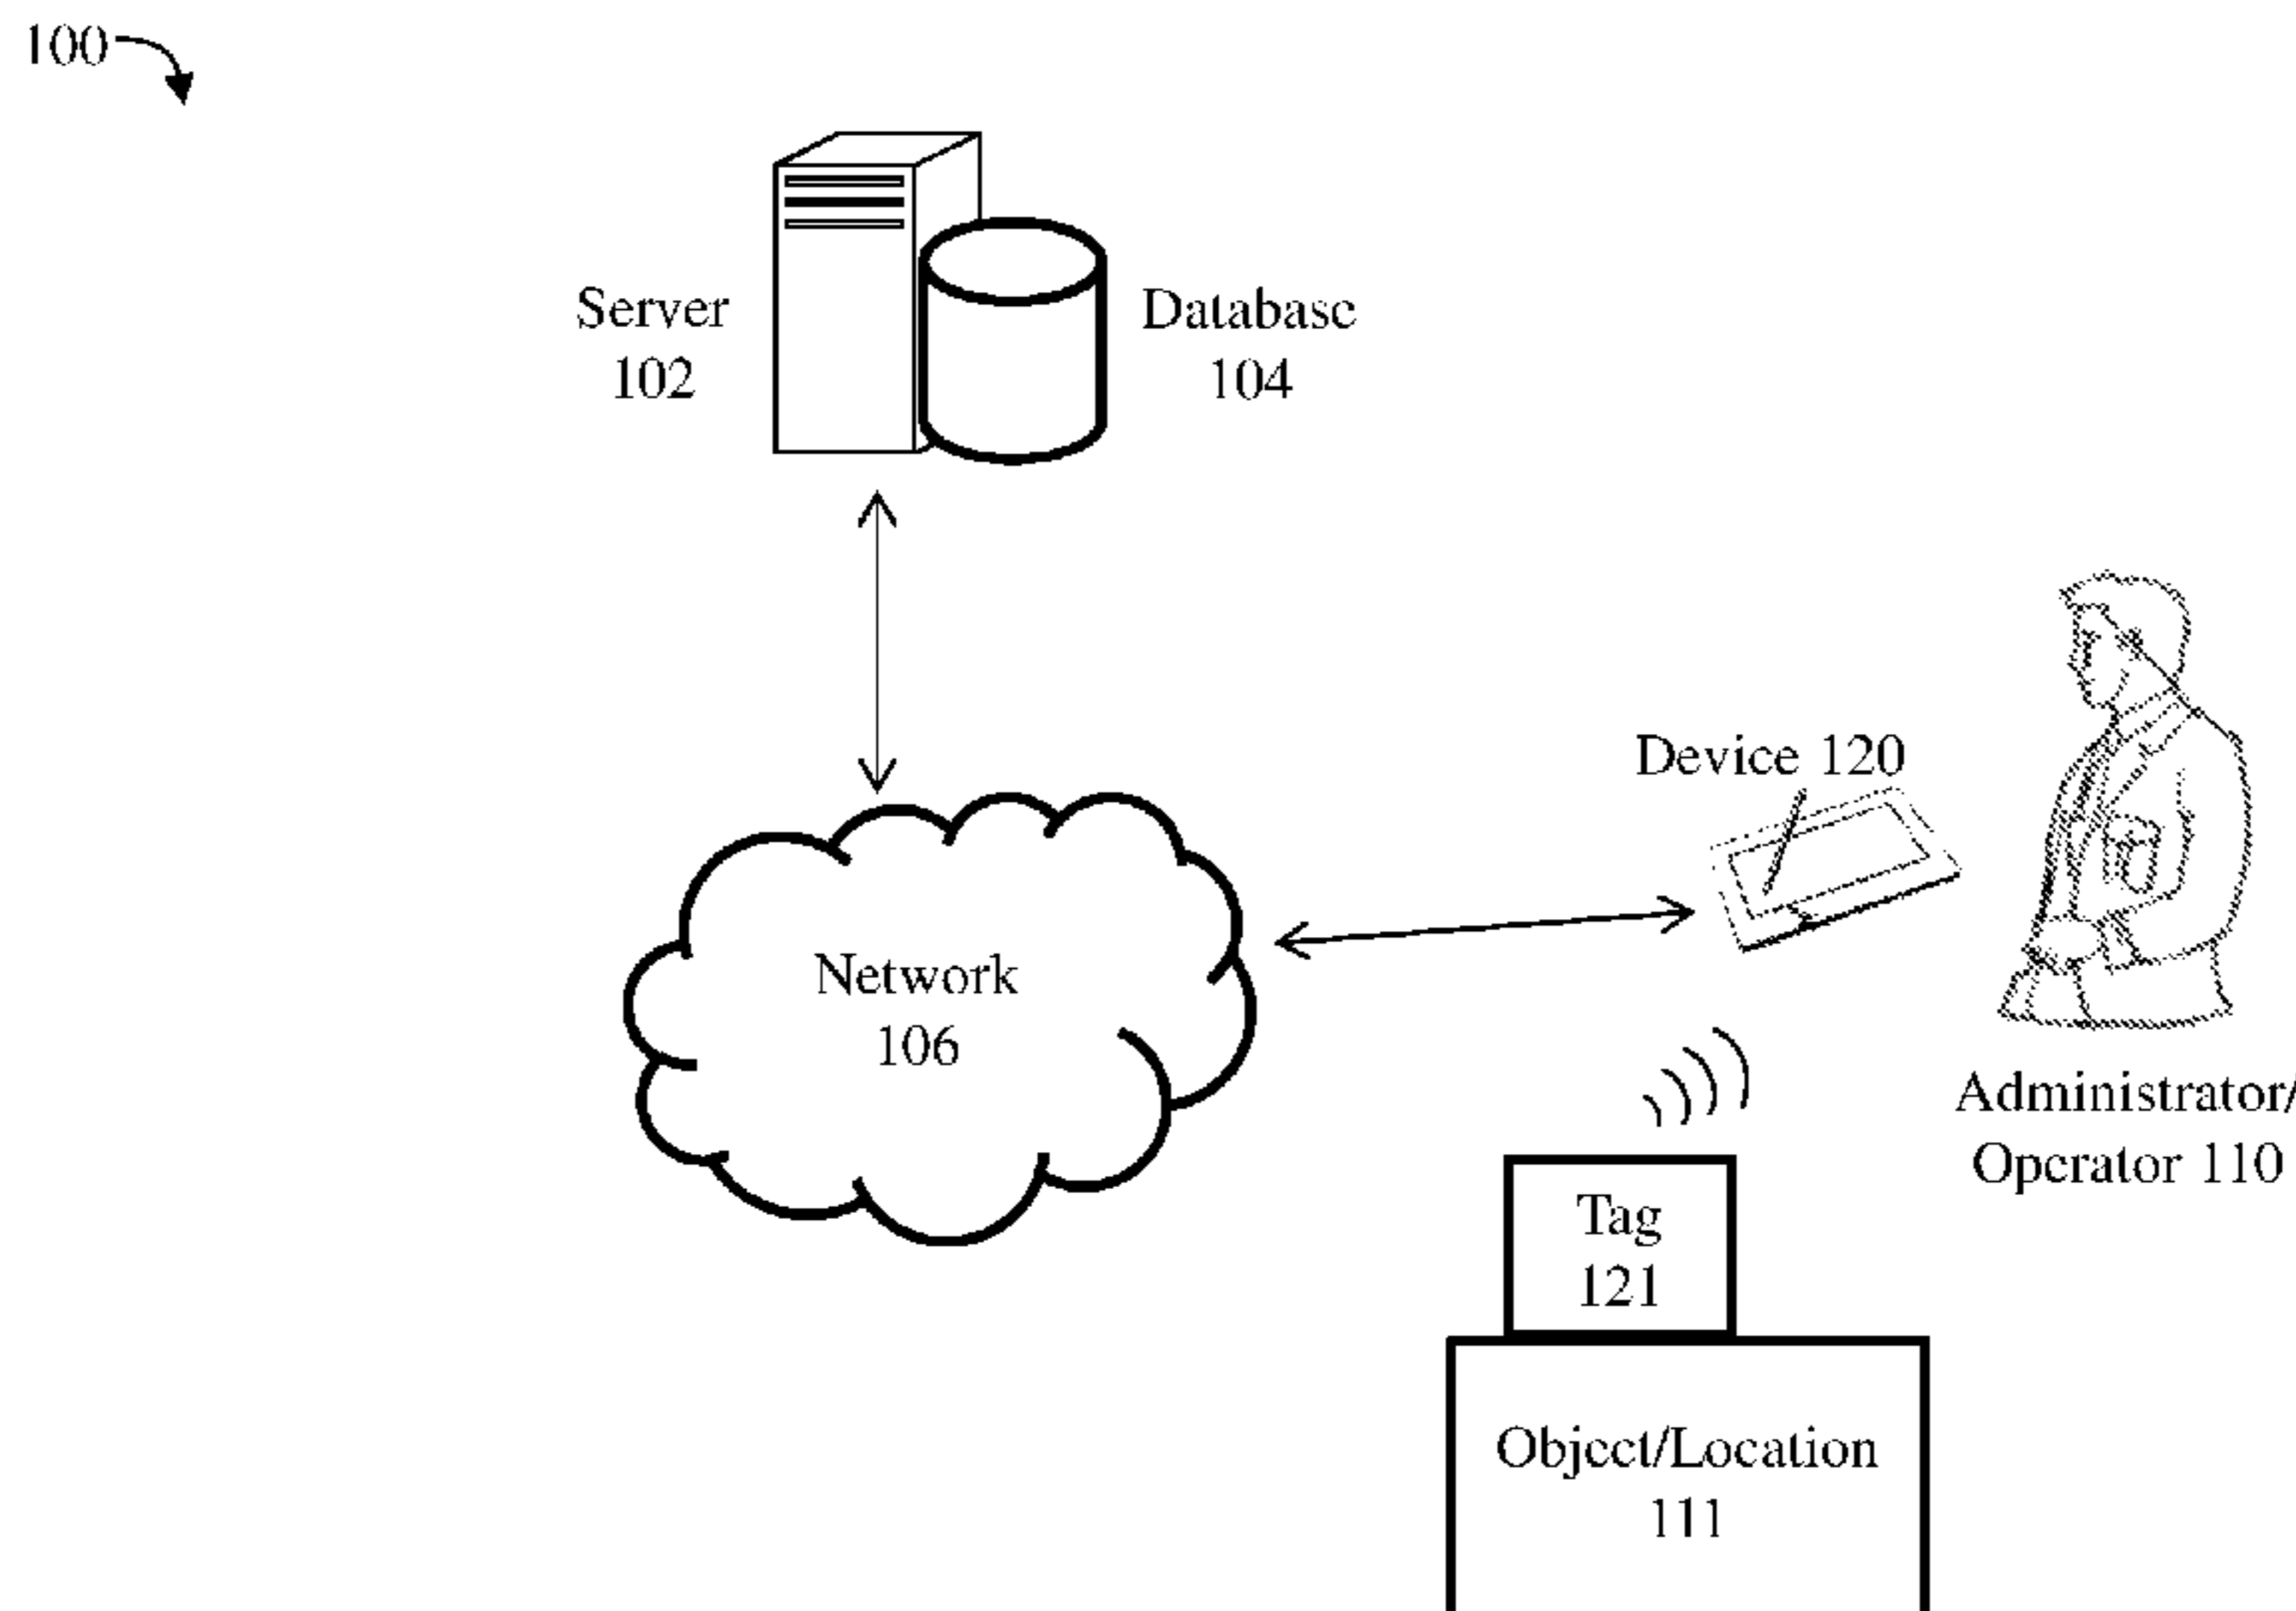 100
Server
102
Database
104
Device 120
Network
106
Administrator/
Operator 110
Tag
121
Object/Location
111